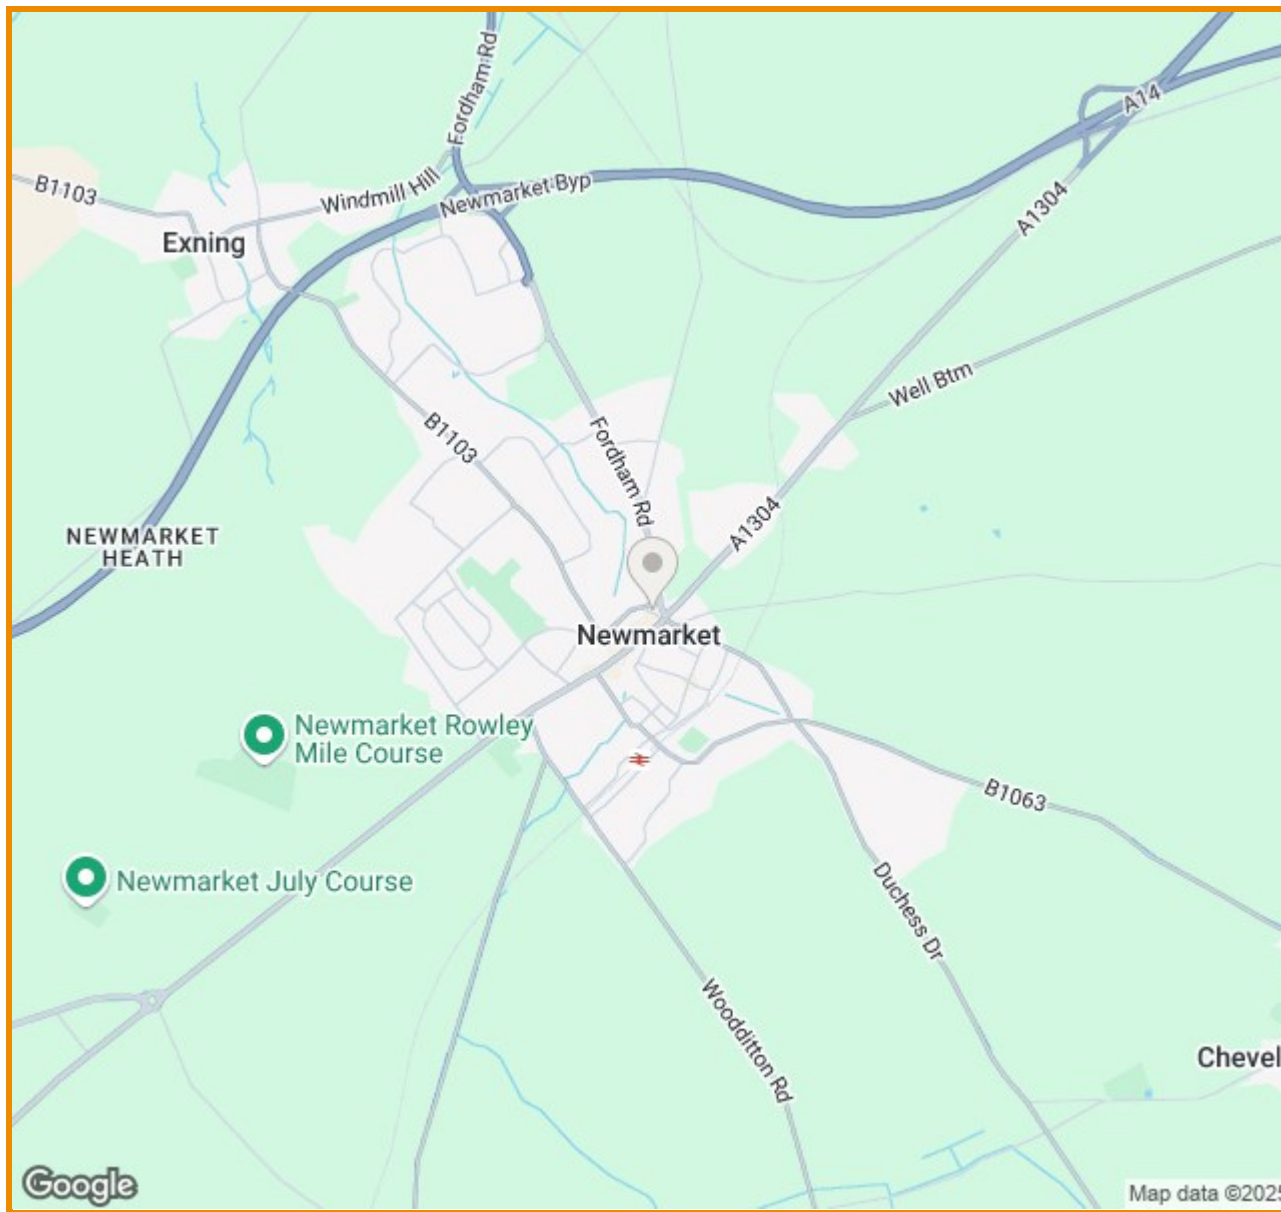 Fordham Rd
A14
B1103
Windmill Hill
Newmarket Byp
A1304
Exning
Well Btm
B1103
Fordham Rd
A1304
NEWMARKET
HEATH
Newmarket
Newmarket Rowley
Mile Course
B1063
Newmarket July Course
Duchess Dr
Woodditton Rd
Chevel
Google
Map data ©2025